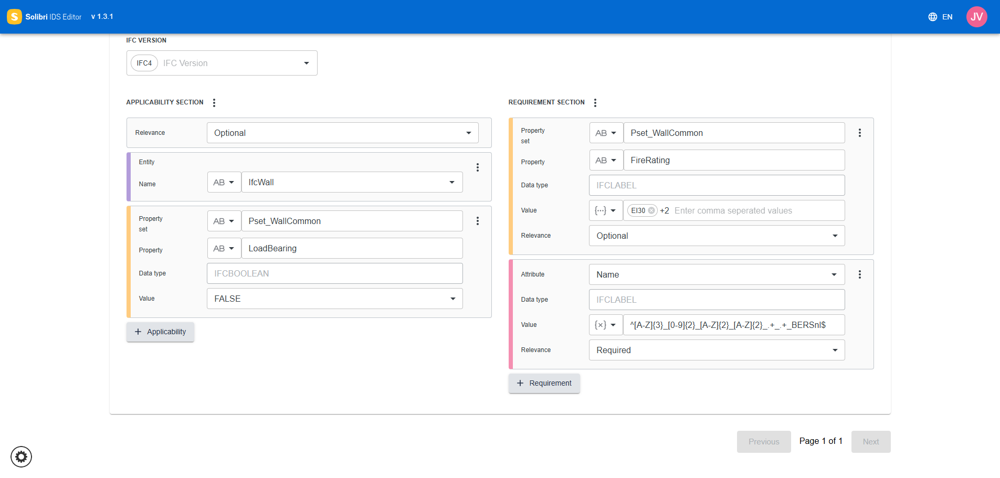 S Solibri IDS Editor v 1.3.1
EN JV
IFC VERSION
IFC4 IFC Version
APPLICABILITY SECTION
Relevance Optional
Entity
Name AB IfcWall
Property set AB Pset_WallCommon
Property AB LoadBearing
Data type IFCBOOLEAN
Value FALSE
+ Applicability
REQUIREMENT SECTION
Property set AB Pset_WallCommon
Property AB FireRating
Data type IFCLABEL
Value {···} EI30 +2 Enter comma seperated values
Relevance Optional
Attribute Name
Data type IFCLABEL
Value {×} ^[A-Z]{3}_[0-9]{2}_[A-Z]{2}_[A-Z]{2}_.+_.+_BERSnl$
Relevance Required
+ Requirement
Previous Page 1 of 1 Next